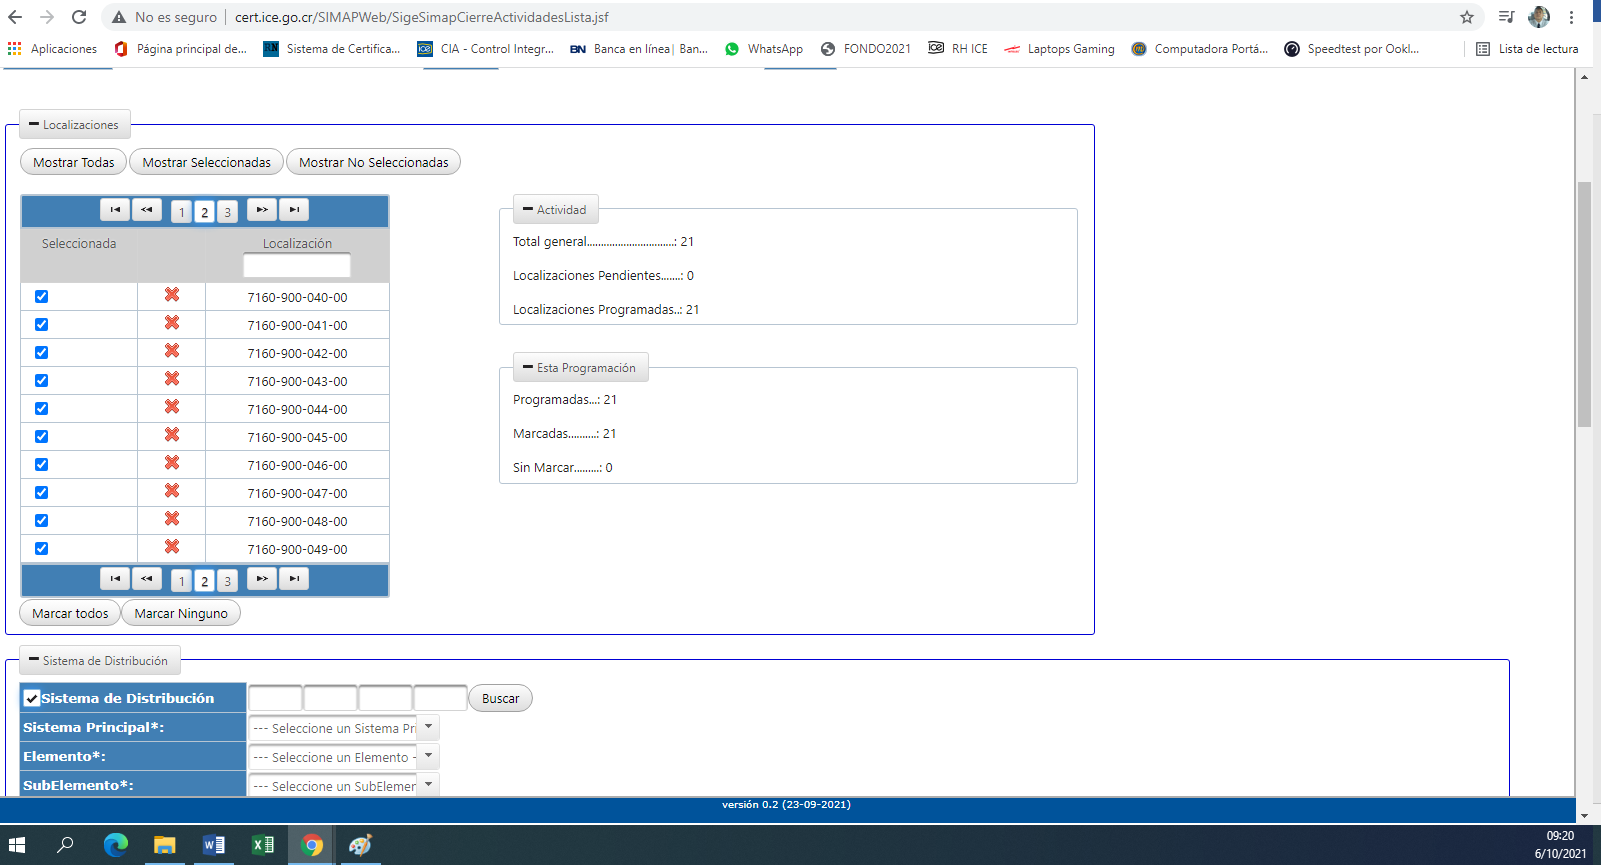 No es seguro | cert.ice.go.cr/SIMAPWeb/SigeSimapCierreActividadesLista.jsf
Aplicaciones Página principal de... RN Sistema de Certifica... ice CIA - Control Integr... BN Banca en línea| Ban... WhatsApp FONDO2021 ice RH ICE Laptops Gaming Computadora Portá... Speedtest por Ookl... Lista de lectura
Localizaciones
Mostrar Todas Mostrar Seleccionadas Mostrar No Seleccionadas
1 2 3
Seleccionada Localización
7160-900-040-00
7160-900-041-00
7160-900-042-00
7160-900-043-00
7160-900-044-00
7160-900-045-00
7160-900-046-00
7160-900-047-00
7160-900-048-00
7160-900-049-00
1 2 3
Marcar todos Marcar Ninguno
Actividad
Total general...............................: 21
Localizaciones Pendientes.......: 0
Localizaciones Programadas..: 21
Esta Programación
Programadas...: 21
Marcadas..........: 21
Sin Marcar.........: 0
Sistema de Distribución
Sistema de Distribución Buscar
Sistema Principal*: --- Seleccione un Sistema Pri
Elemento*: --- Seleccione un Elemento -
SubElemento*: --- Seleccione un SubElemen
versión 0.2 (23-09-2021)
09:20
6/10/2021